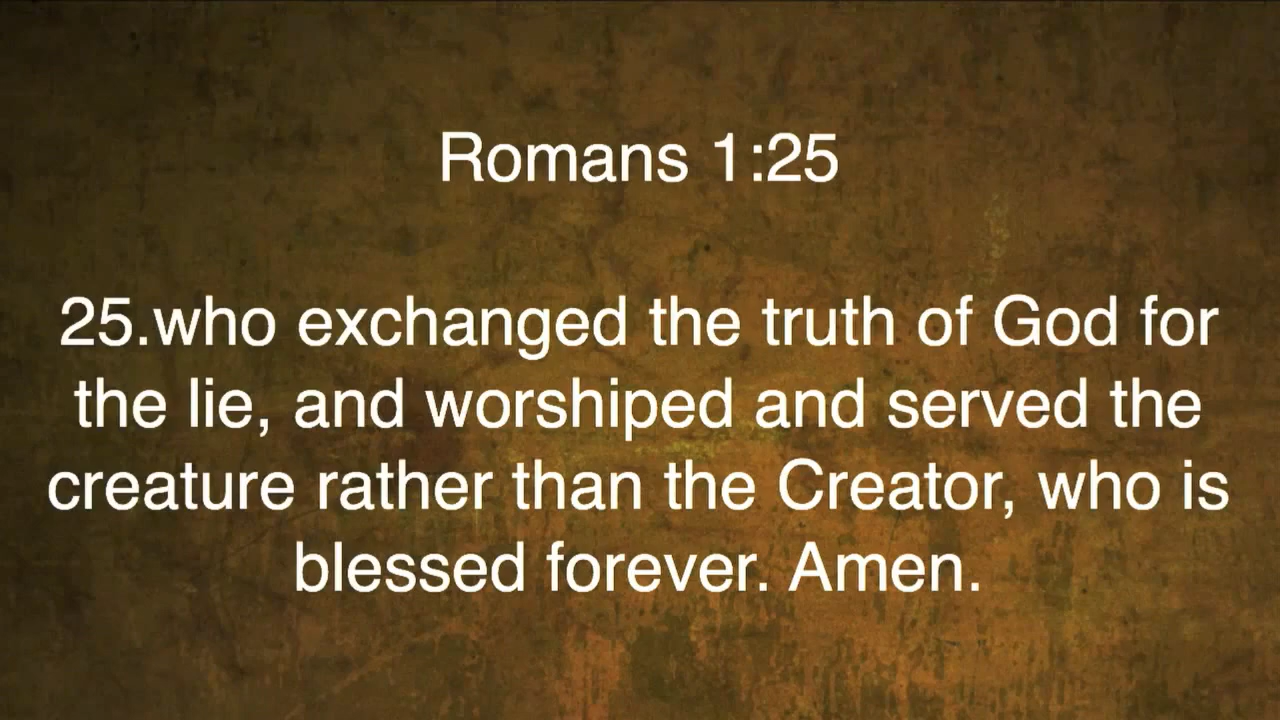 Romans 1:25
25.who exchanged the truth of God for
the lie, and worshiped and served the
creature rather than the Creator, who is
blessed forever. Amen.